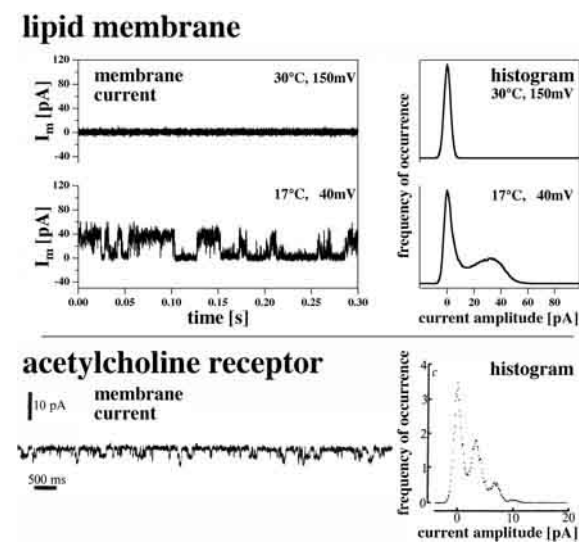 lipid membrane
membrane
current
30°C, 150mV
I_m [pA]
120
80
40
0
-40
17°C, 40mV
I_m [pA]
120
80
40
0
-40
0.00 0.05 0.10 0.15 0.20 0.25 0.30
time [s]
histogram
30°C, 150mV
frequency of occurrence
17°C, 40mV
0 20 40 60 80
current amplitude [pA]
acetylcholine receptor
10 pA
membrane
current
500 ms
histogram
frequency of occurrence
4
3
2
1
0
0 10 20
current amplitude [pA]